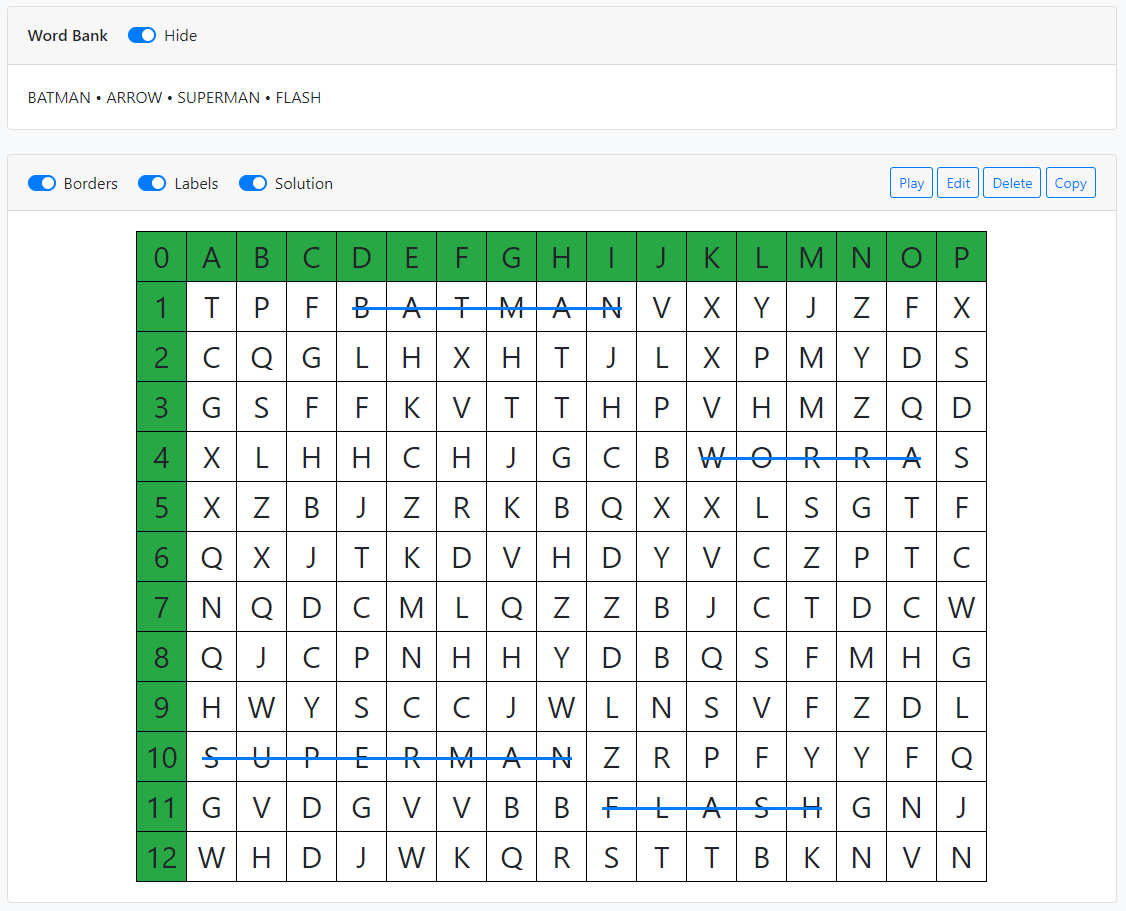 Word Bank Hide
BATMAN • ARROW • SUPERMAN • FLASH
Borders Labels Solution Play Edit Delete Copy
0 A B C D E F G H I J K L M N O P
1 T P F B A T M A N V X Y J Z F X
2 C Q G L H X H T J L X P M Y D S
3 G S F F K V T T H P V H M Z Q D
4 X L H H C H J G C B W O R R A S
5 X Z B J Z R K B Q X X L S G T F
6 Q X J T K D V H D Y V C Z P T C
7 N Q D C M L Q Z Z B J C T D C W
8 Q J C P N H H Y D B Q S F M H G
9 H W Y S C C J W L N S V F Z D L
10 S U P E R M A N Z R P F Y Y F Q
11 G V D G V V B B F L A S H G N J
12 W H D J W K Q R S T T B K N V N